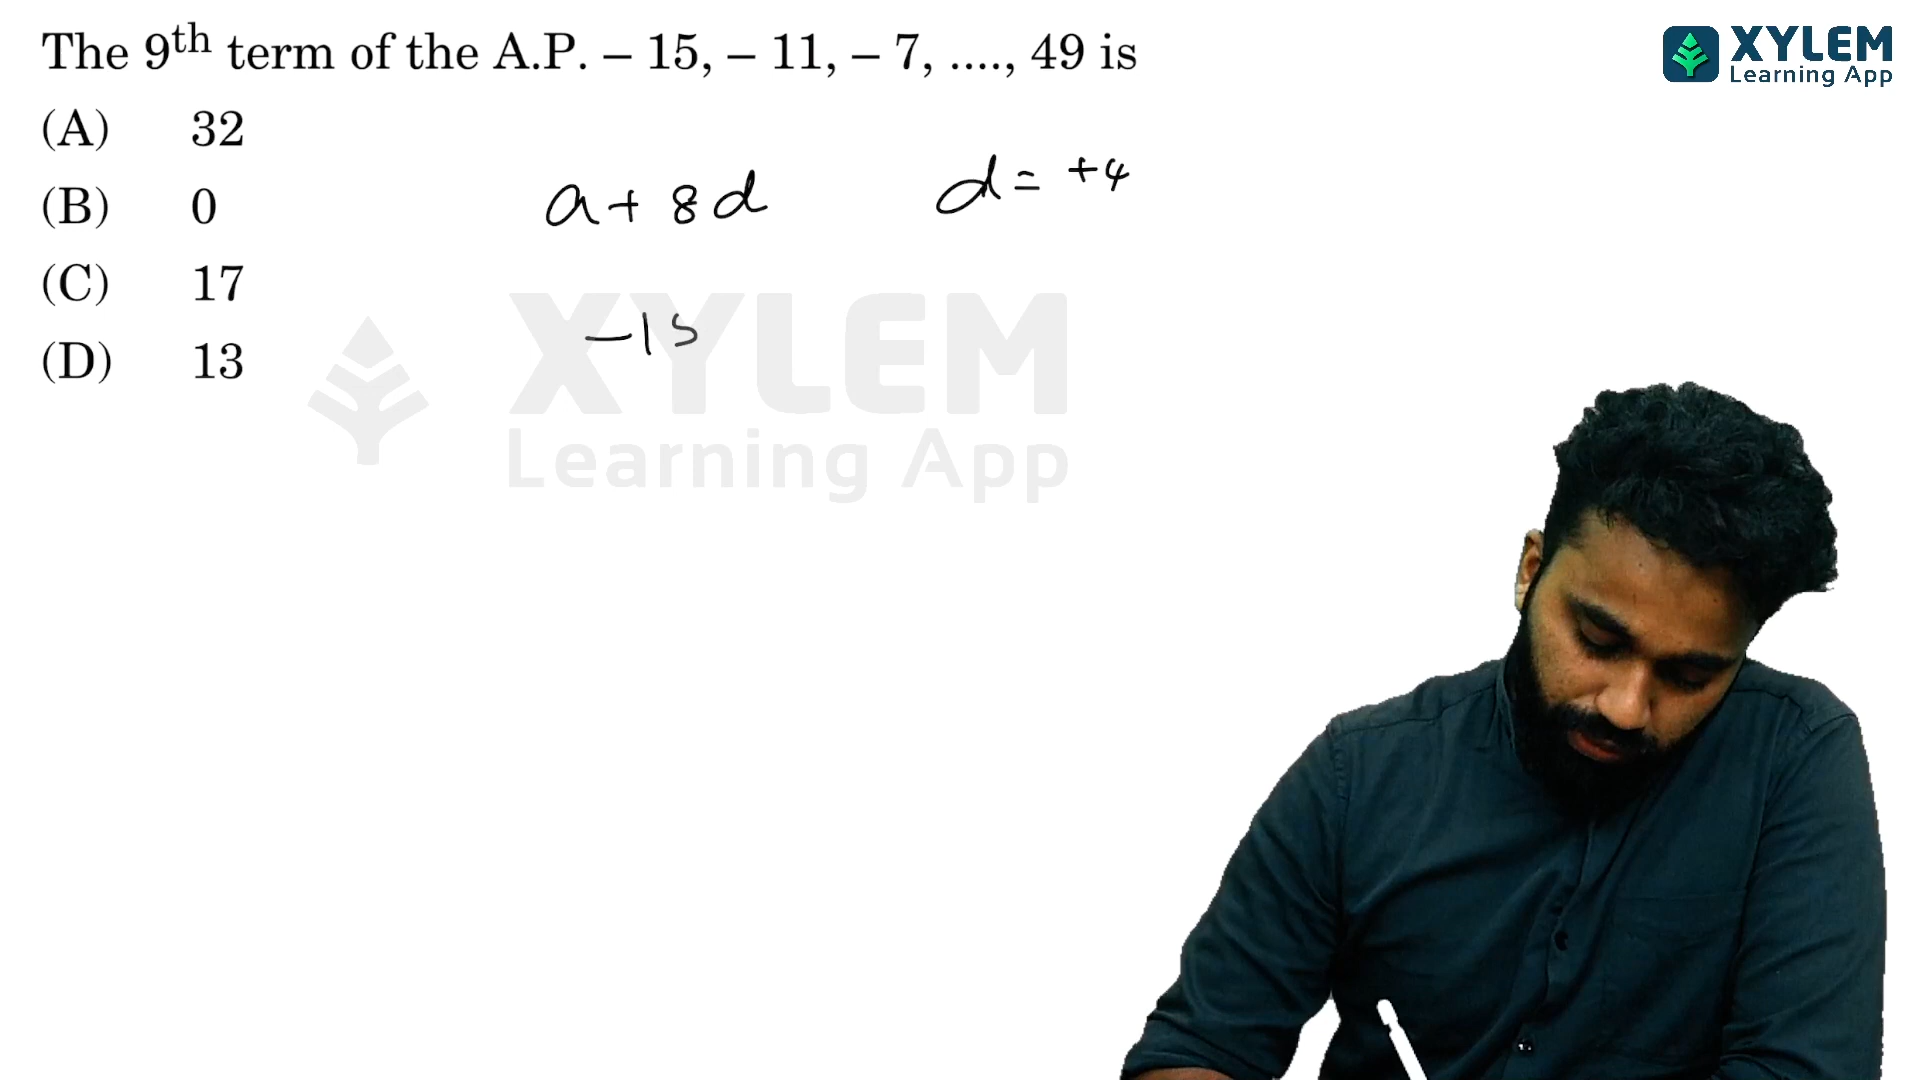 The 9th term of the A.P. – 15, – 11, – 7, ...., 49 is
(A) 32
(B) 0
(C) 17
(D) 13
a + 8d
d = +4
–15
XYLEM
Learning App
XYLEM
Learning App